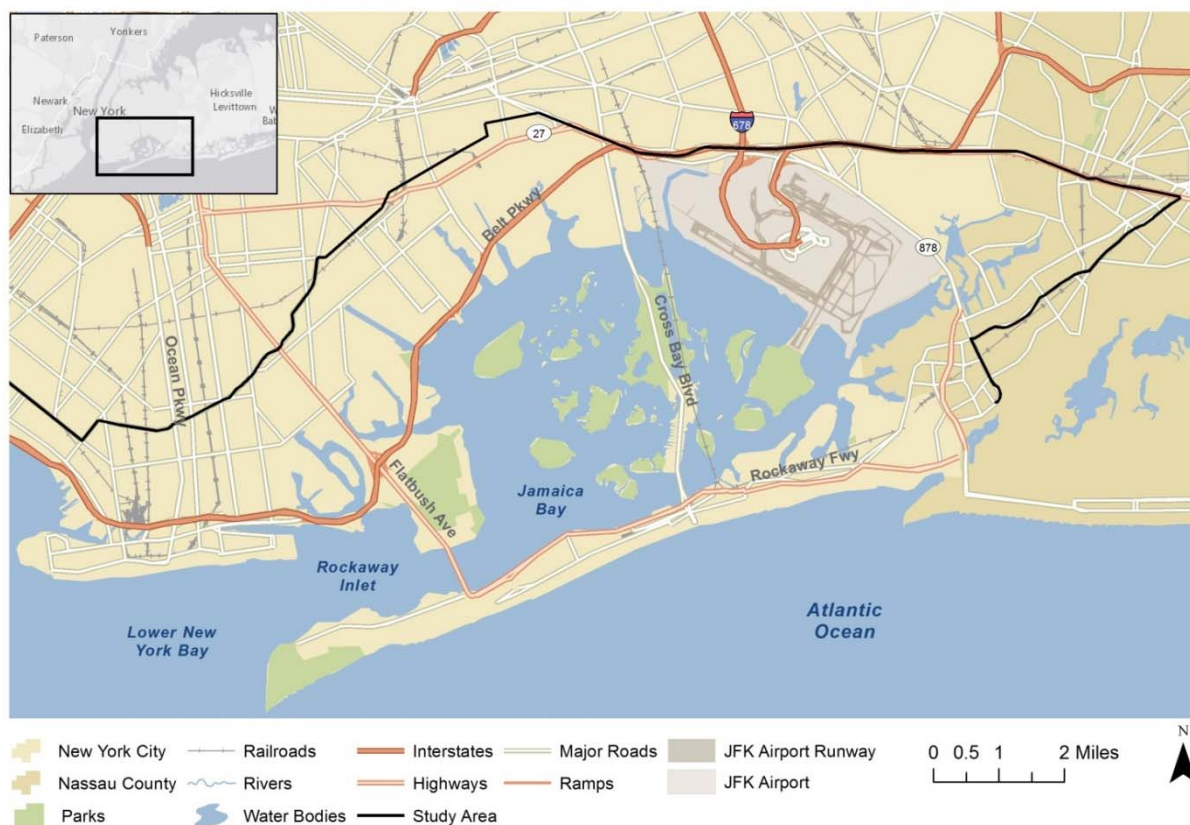 Paterson
Yonkers
Newark
New York
Hicksville
Levittown
W
Bab
Elizabeth
27
678
Belt Pkwy
878
Cross Bay Blvd
Ocean Pkwy
Flatbush Ave
Rockaway Fwy
Jamaica
Bay
Rockaway
Inlet
Lower New
York Bay
Atlantic
Ocean
New York City
Railroads
Interstates
Major Roads
JFK Airport Runway
Nassau County
Rivers
Highways
Ramps
JFK Airport
Parks
Water Bodies
Study Area
0 0.5 1 2 Miles
N